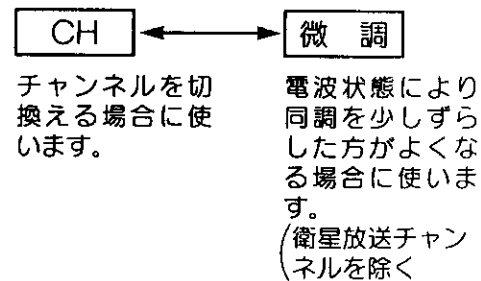 CH
チャンネルを切
換える場合に使
います。
微 調
電波状態により
同調を少しずら
した方がよくな
る場合に使いま
す。
(衛星放送チャン
ネルを除く